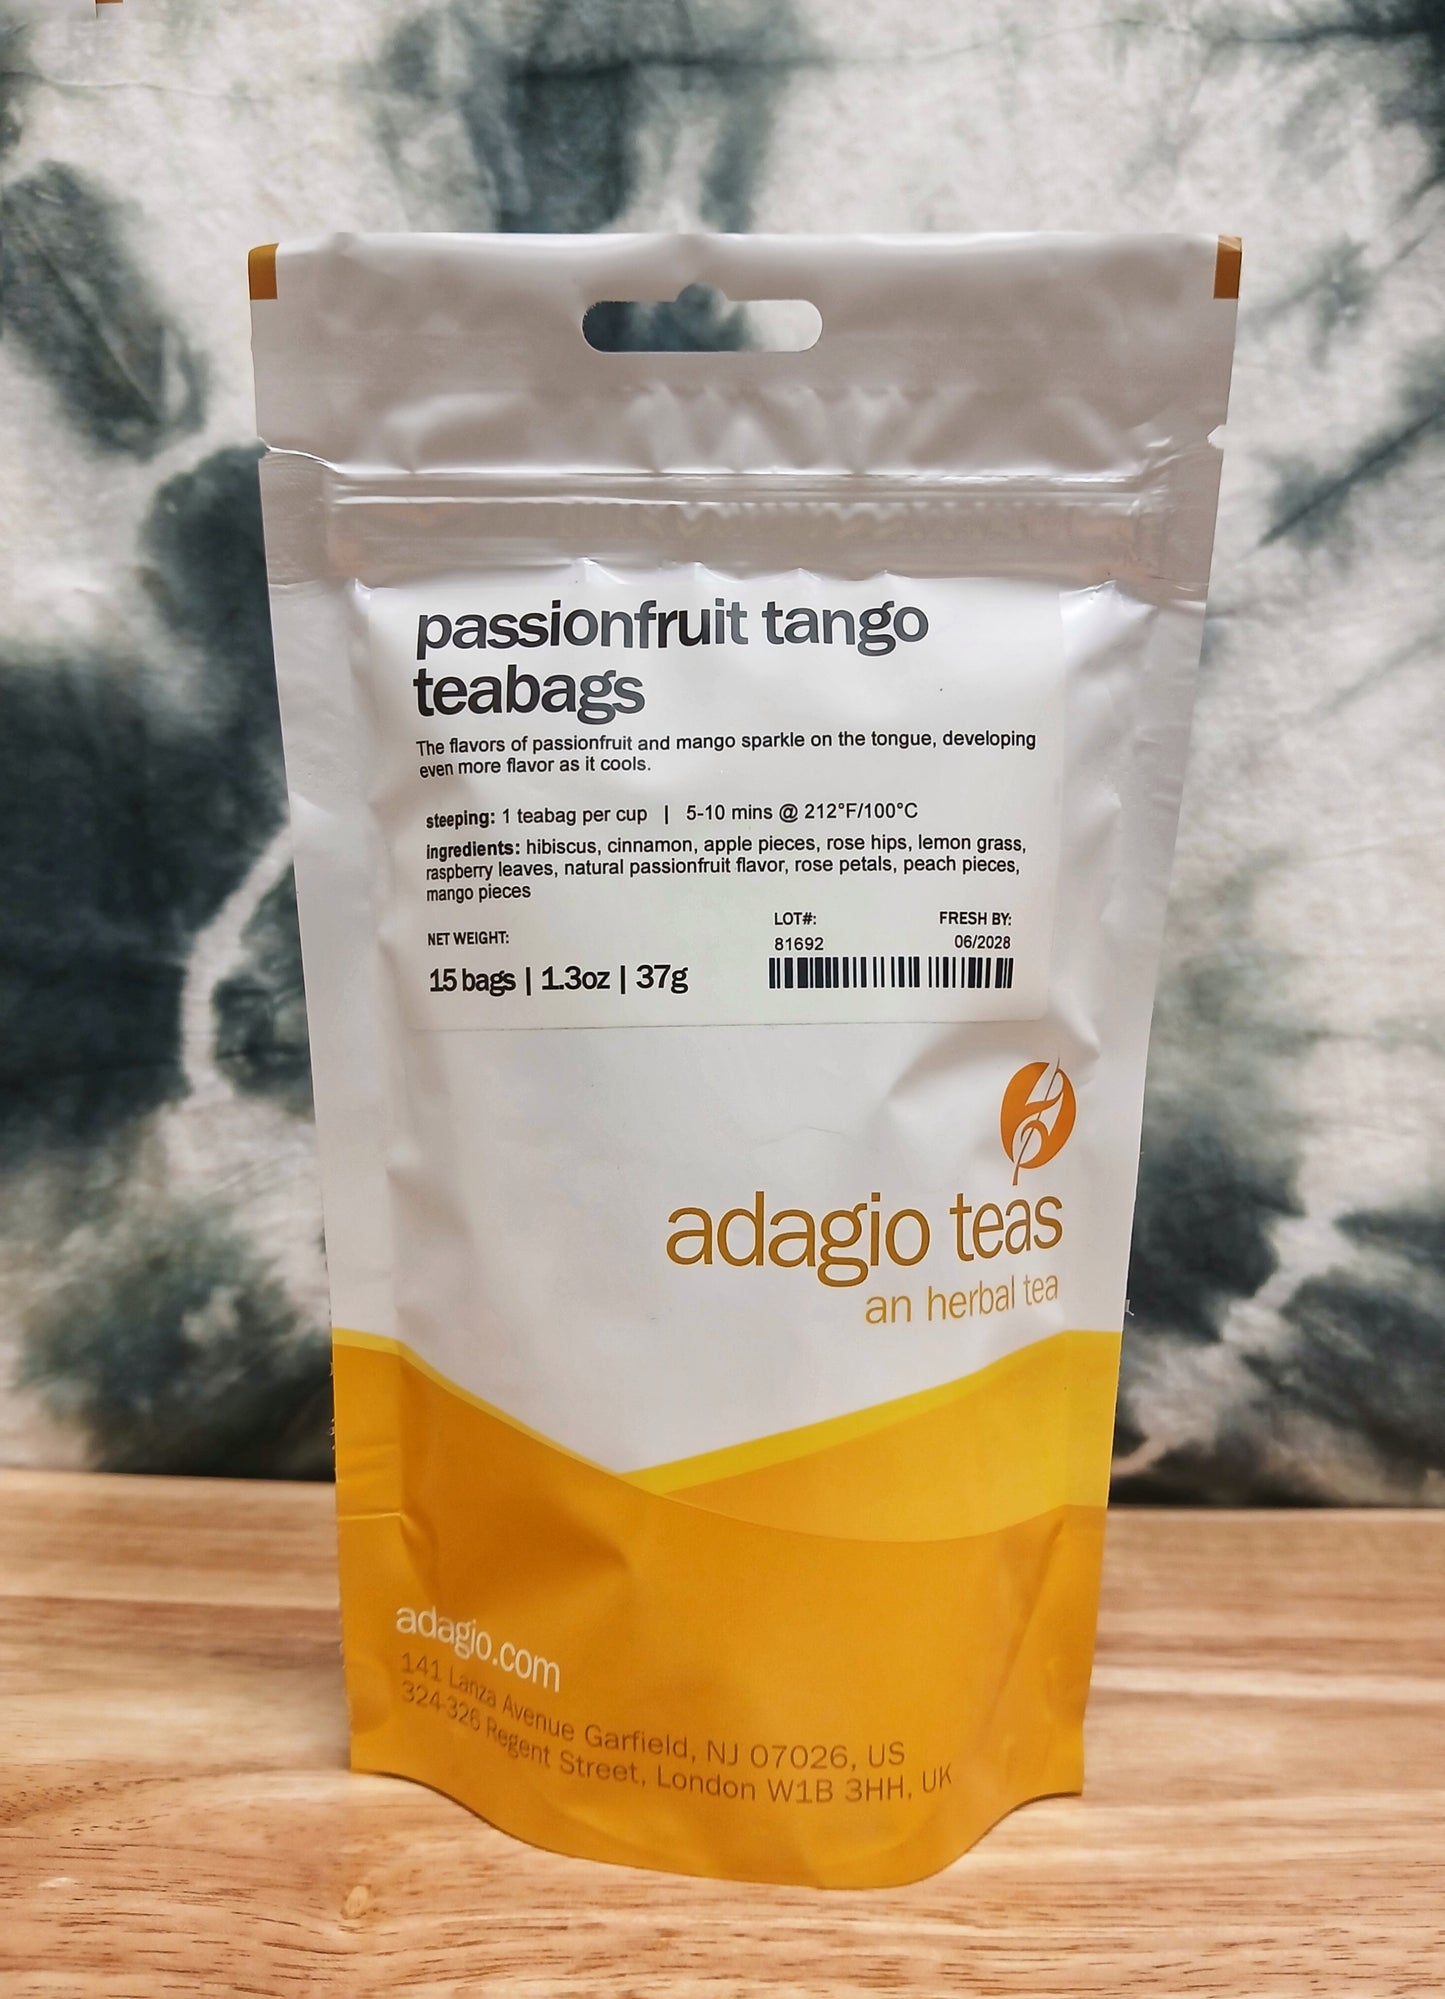 passionfruit tango
teabags
The flavors of passionfruit and mango sparkle on the tongue, developing
even more flavor as it cools.
steeping: 1 teabag per cup | 5-10 mins @ 212°F/100°C
ingredients: hibiscus, cinnamon, apple pieces, rose hips, lemon grass,
raspberry leaves, natural passionfruit flavor, rose petals, peach pieces,
mango pieces
NET WEIGHT:
15 bags | 1.3oz | 37g
LOT#:
81692
FRESH BY:
06/2028
adagio teas
an herbal tea
adagio.com
141 Lanza Avenue Garfield, NJ 07026, US
324-326 Regent Street, London W1B 3HH, UK